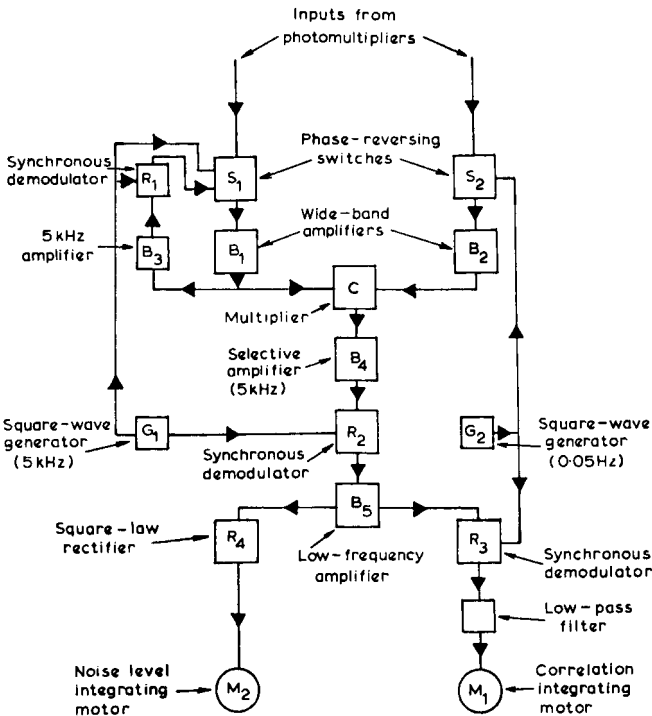 Inputs from
photomultipliers
Phase-reversing
switches
Synchronous
demodulator
R1
S1
S2
5kHz
amplifier
B3
B1
Wide-band
amplifiers
B2
C
Multiplier
Selective
amplifier
(5kHz)
B4
Square-wave
generator
(5kHz)
G1
R2
Synchronous
demodulator
G2
Square-wave
generator
(0·05Hz)
B5
Low-frequency
amplifier
Square-law
rectifier
R4
R3
Synchronous
demodulator
Low-pass
filter
Noise level
integrating
motor
M2
M1
Correlation
integrating
motor